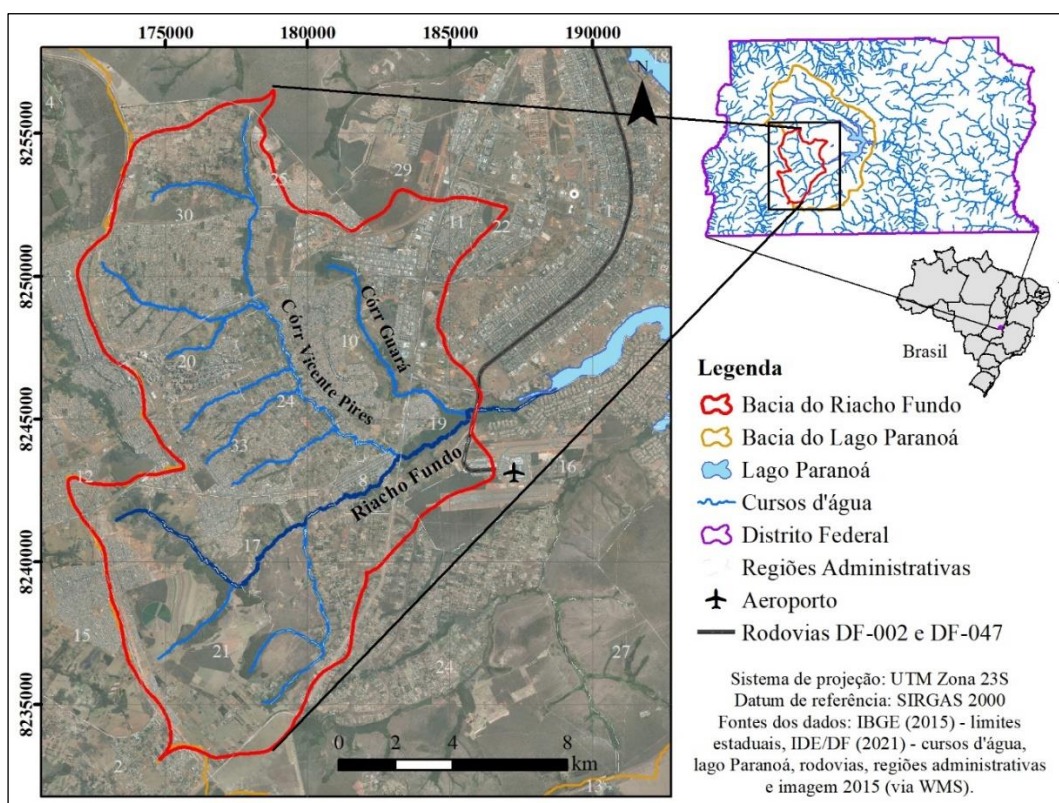 175000
180000
185000
190000
8255000
8250000
8245000
8240000
8235000
N
4
29
25
30
11
22
1
3
Córr Guará
10
Córr Vicente Pires
20
24
19
33
12
8
Riacho Fundo
16
17
15
21
24
27
2
13
0 2 4 8
km
Brasil
Legenda
Bacia do Riacho Fundo
Bacia do Lago Paranoá
Lago Paranoá
Cursos d'água
Distrito Federal
Regiões Administrativas
Aeroporto
Rodovias DF-002 e DF-047
Sistema de projeção: UTM Zona 23S
Datum de referência: SIRGAS 2000
Fontes dos dados: IBGE (2015) - limites
estaduais, IDE/DF (2021) - cursos d'água,
lago Paranoá, rodovias, regiões administrativas
e imagem 2015 (via WMS).